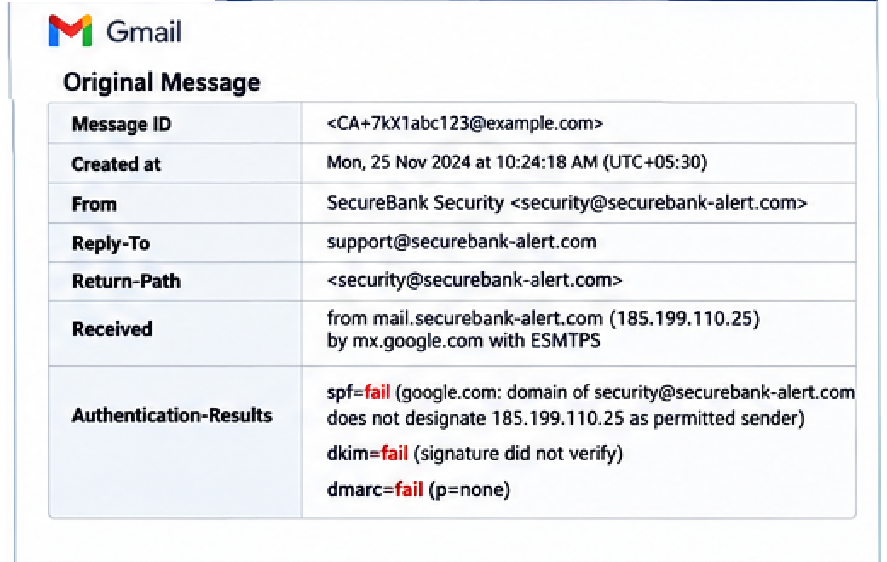 Gmail
Original Message
Message ID <CA+7kX1abc123@example.com>
Created at Mon, 25 Nov 2024 at 10:24:18 AM (UTC+05:30)
From SecureBank Security <security@securebank-alert.com>
Reply-To support@securebank-alert.com
Return-Path <security@securebank-alert.com>
Received from mail.securebank-alert.com (185.199.110.25)
by mx.google.com with ESMTPS
Authentication-Results spf=fail (google.com: domain of security@securebank-alert.com
does not designate 185.199.110.25 as permitted sender)
dkim=fail (signature did not verify)
dmarc=fail (p=none)